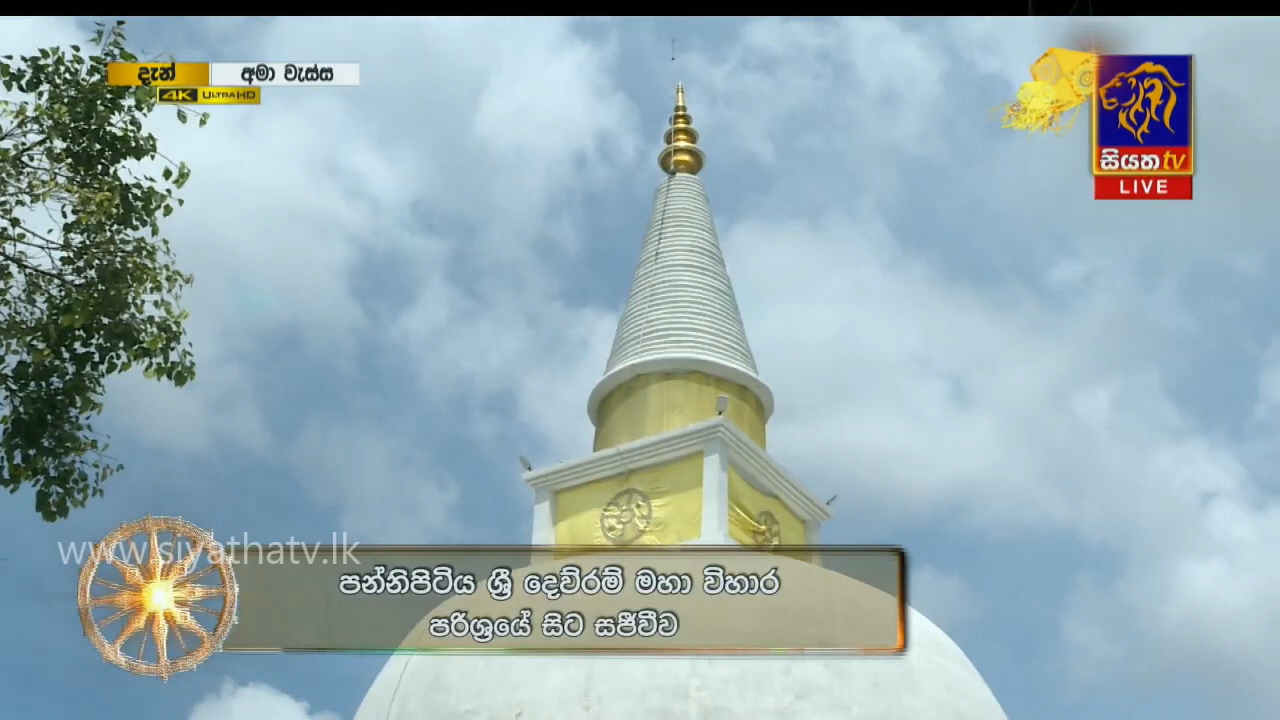 දැන් අමා වැස්ස
4K ULTRA HD
සියත tv
LIVE
www.siyathatv.lk
පන්නිපිටිය ශ්‍රී දෙව්රම් මහා විහාර
පරිශ්‍රයේ සිට සජීවීව